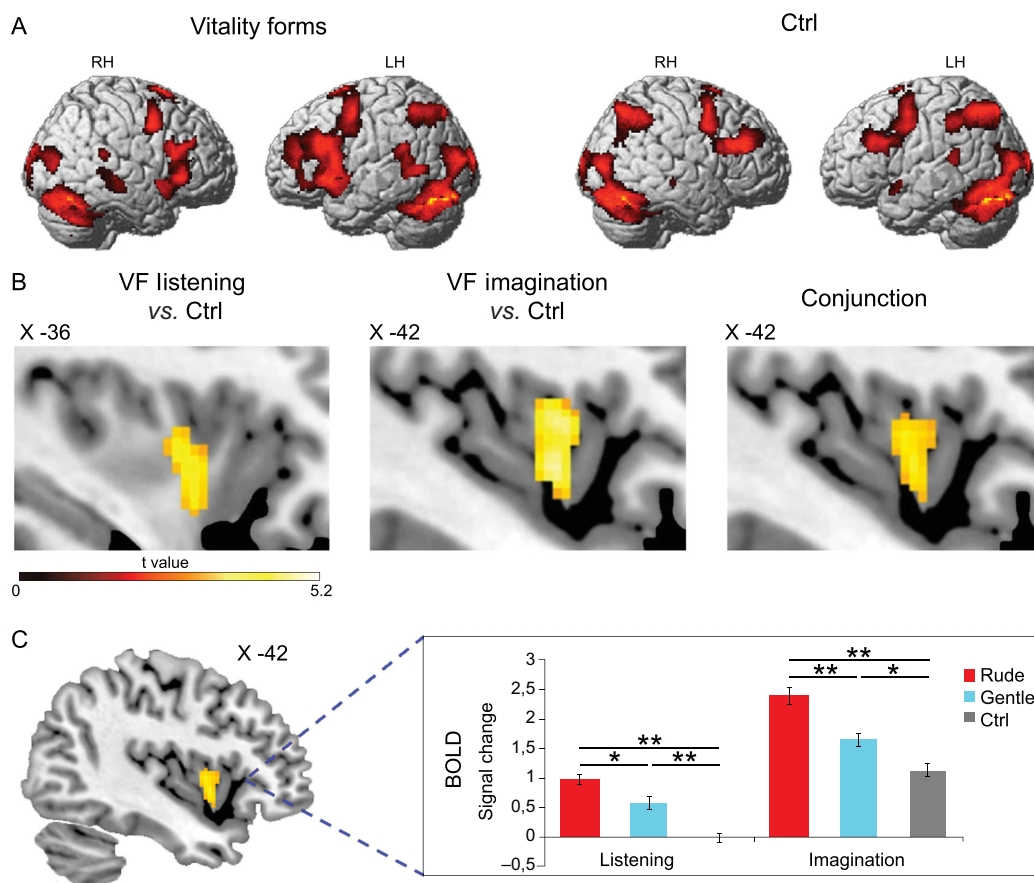 A
Vitality forms
Ctrl
RH
LH
RH
LH
B
VF listening
vs. Ctrl
VF imagination
vs. Ctrl
Conjunction
X -36
X -42
X -42
t value
0
5.2
C
X -42
BOLD
Signal change
3
2,5
2
1,5
1
0,5
0
–0,5
**
*
**
**
**
*
Listening
Imagination
Rude
Gentle
Ctrl